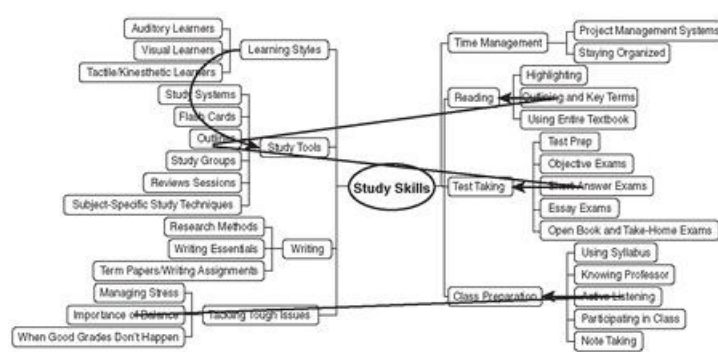 Auditory Learners
Visual Learners
Tactile/Kinesthetic Learners
Learning Styles
Study Systems
Flash Cards
Outlines
Study Groups
Reviews Sessions
Subject-Specific Study Techniques
Study Tools
Research Methods
Writing Essentials
Term Papers/Writing Assignments
Writing
Managing Stress
Importance of Balance
When Good Grades Don't Happen
Tackling Tough Issues
Study Skills
Time Management
Project Management Systems
Staying Organized
Reading
Highlighting
Outlining and Key Terms
Using Entire Textbook
Test Taking
Test Prep
Objective Exams
Short Answer Exams
Essay Exams
Open Book and Take-Home Exams
Class Preparation
Using Syllabus
Knowing Professor
Active Listening
Participating in Class
Note Taking